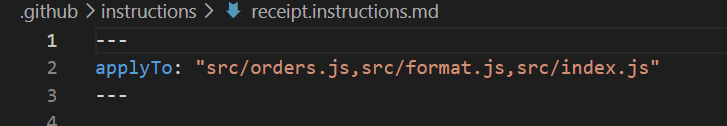 .github > instructions > receipt.instructions.md
1 ---
2 applyTo: "src/orders.js,src/format.js,src/index.js"
3 ---
4